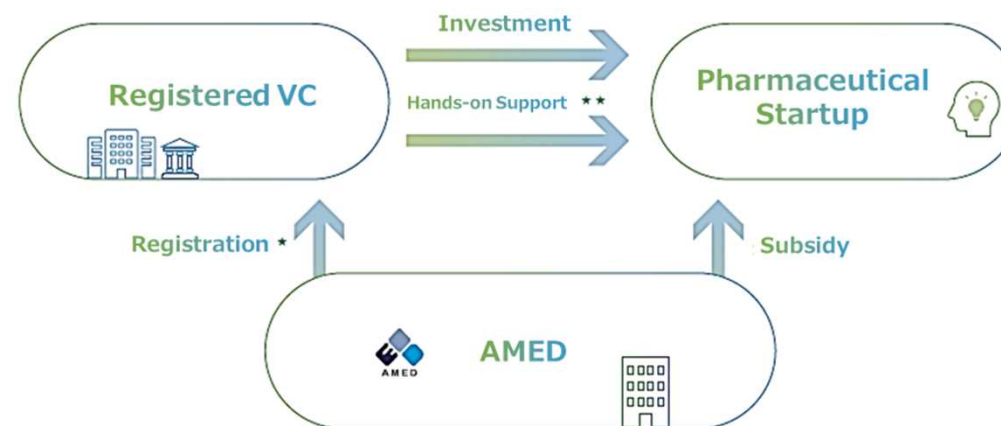 Investment
Registered VC
Hands-on Support ★★
Pharmaceutical
Startup
Registration ★
Subsidy
AMED
AMED